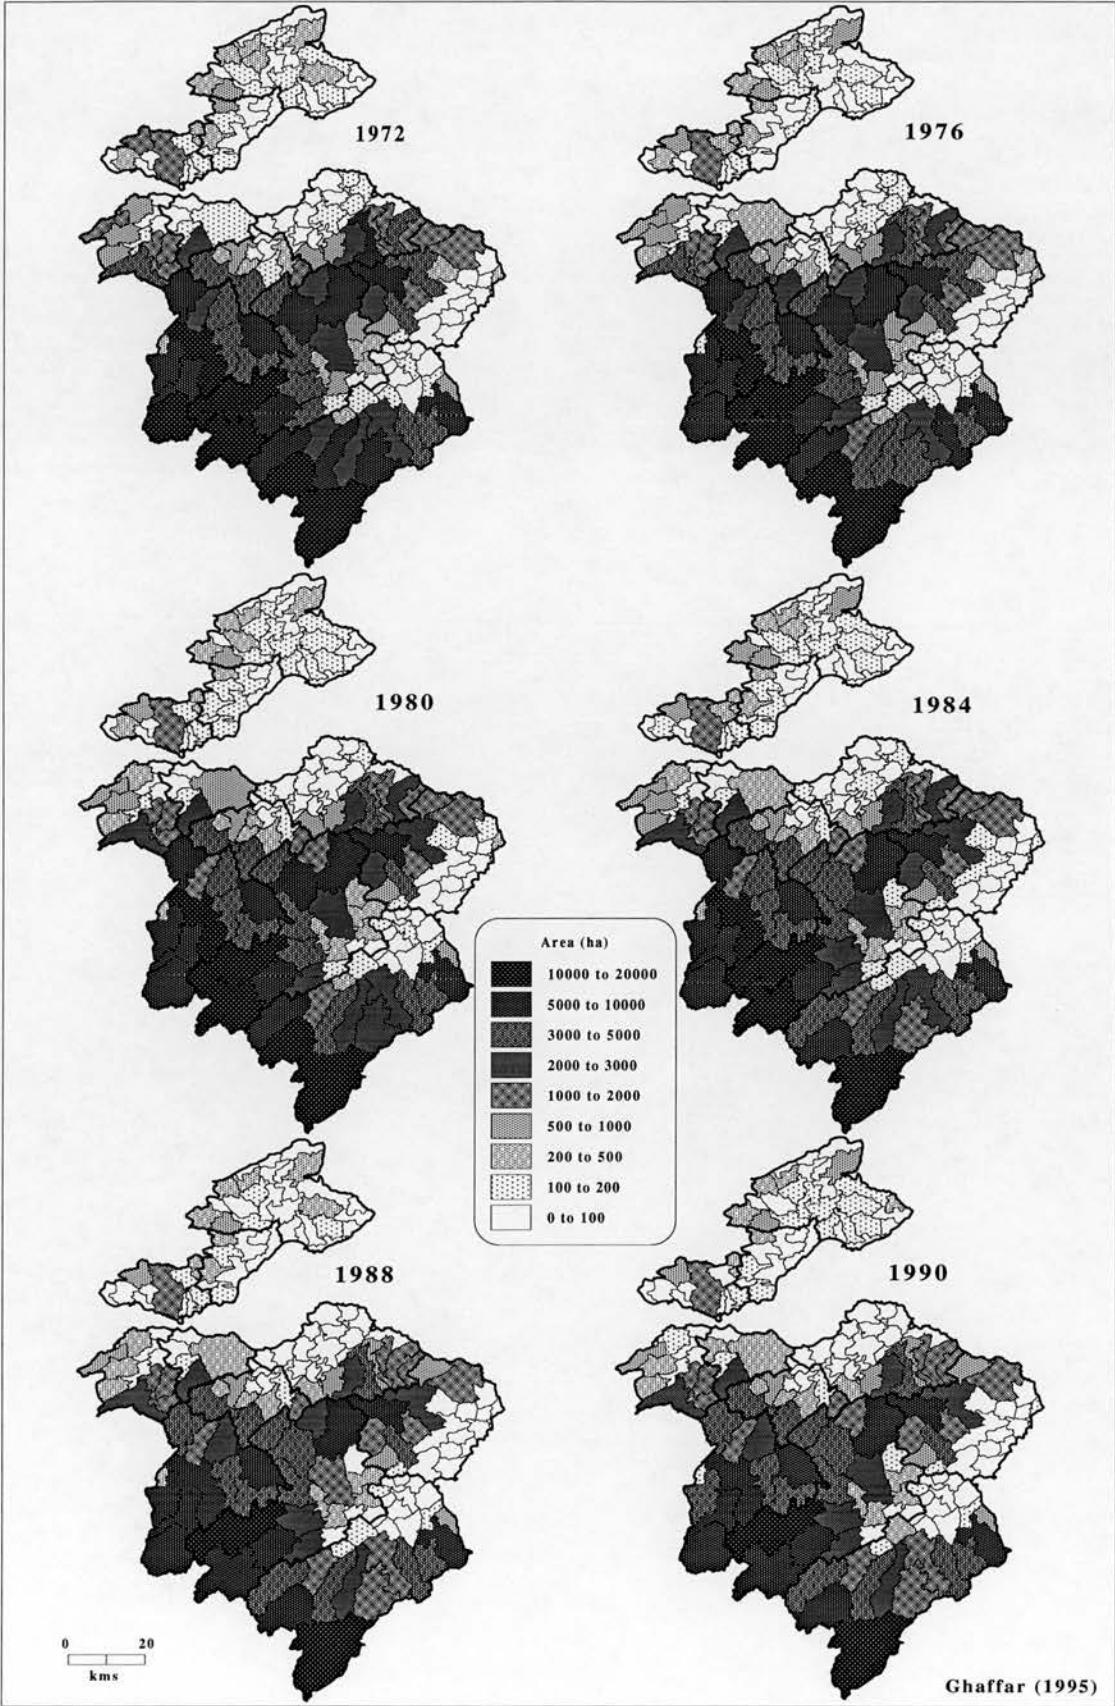 1972
1976
1980
1984
Area (ha)
10000 to 20000
5000 to 10000
3000 to 5000
2000 to 3000
1000 to 2000
500 to 1000
200 to 500
100 to 200
0 to 100
1988
1990
0 20
kms
Ghaffar (1995)